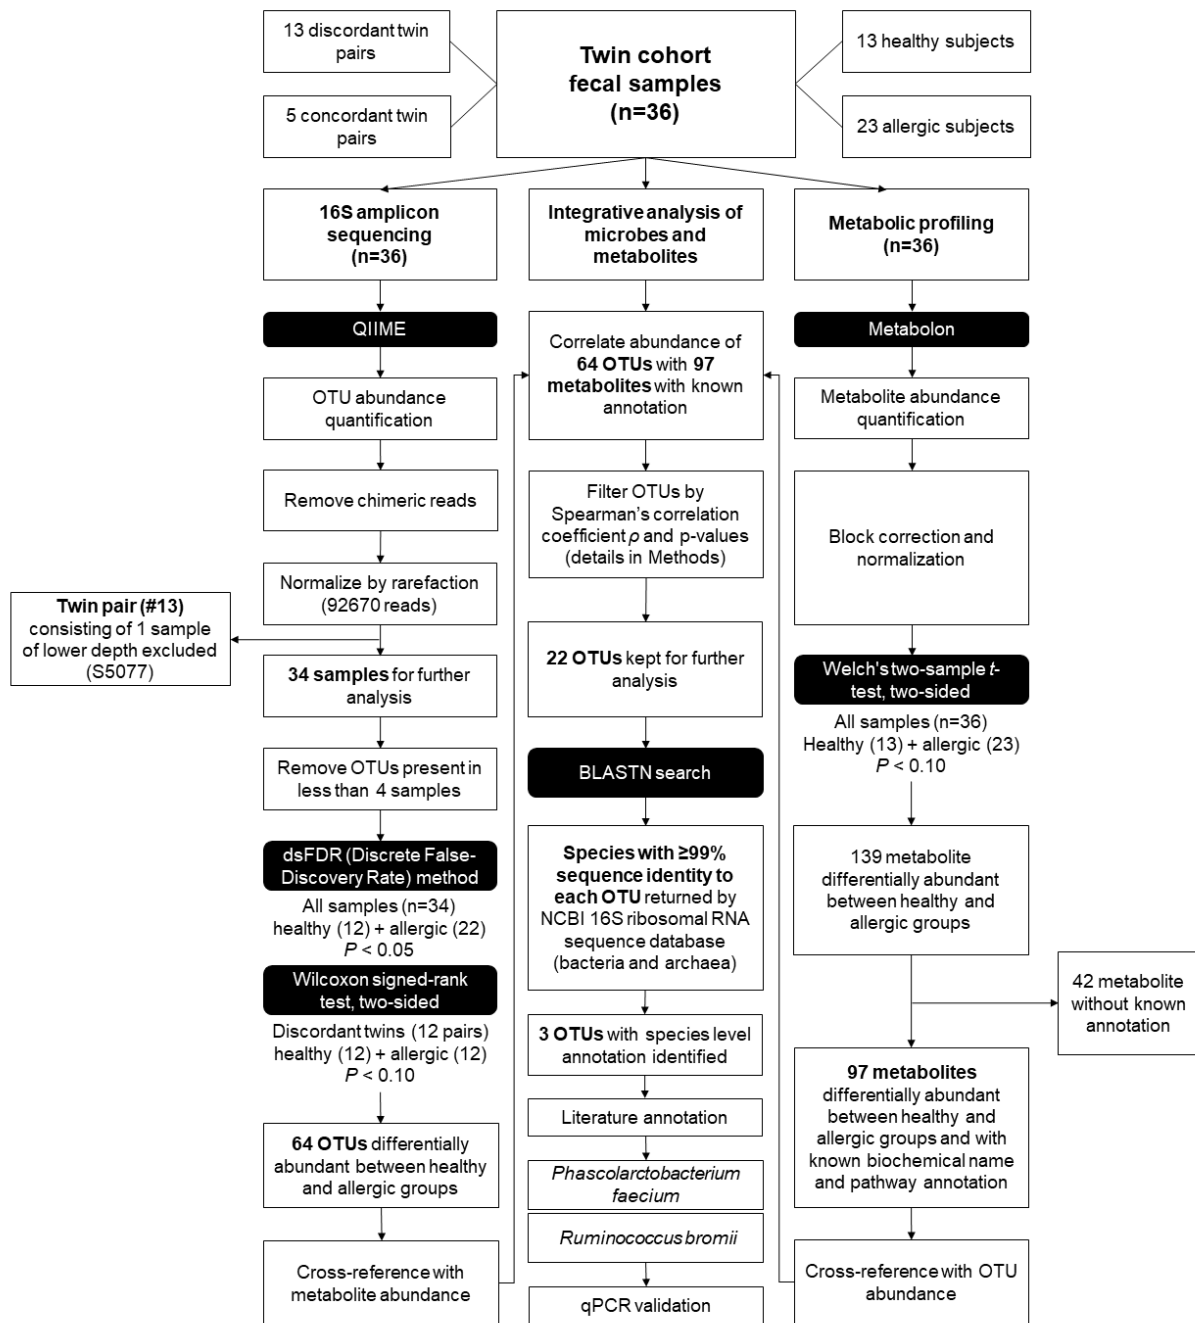 13 discordant twin
pairs
5 concordant twin
pairs
Twin cohort
fecal samples
(n=36)
13 healthy subjects
23 allergic subjects
16S amplicon
sequencing
(n=36)
QIIME
OTU abundance
quantification
Remove chimeric reads
Normalize by rarefaction
(92670 reads)
Twin pair (#13)
consisting of 1 sample
of lower depth excluded
(S5077)
34 samples for further
analysis
Remove OTUs present in
less than 4 samples
dsFDR (Discrete False-
Discovery Rate) method
All samples (n=34)
healthy (12) + allergic (22)
P < 0.05
Wilcoxon signed-rank
test, two-sided
Discordant twins (12 pairs)
healthy (12) + allergic (12)
P < 0.10
64 OTUs differentially
abundant between healthy
and allergic groups
Cross-reference with
metabolite abundance
Integrative analysis of
microbes and
metabolites
Correlate abundance of
64 OTUs with 97
metabolites with known
annotation
Filter OTUs by
Spearman's correlation
coefficient ρ and p-values
(details in Methods)
22 OTUs kept for further
analysis
BLASTN search
Species with ≥99%
sequence identity to
each OTU returned by
NCBI 16S ribosomal RNA
sequence database
(bacteria and archaea)
3 OTUs with species level
annotation identified
Literature annotation
Phascolarctobacterium
faecium
Ruminococcus bromii
qPCR validation
Metabolic profiling
(n=36)
Metabolon
Metabolite abundance
quantification
Block correction and
normalization
Welch's two-sample t-
test, two-sided
All samples (n=36)
Healthy (13) + allergic (23)
P < 0.10
139 metabolite
differentially abundant
between healthy and
allergic groups
42 metabolite
without known
annotation
97 metabolites
differentially abundant
between healthy and
allergic groups and with
known biochemical name
and pathway annotation
Cross-reference with OTU
abundance